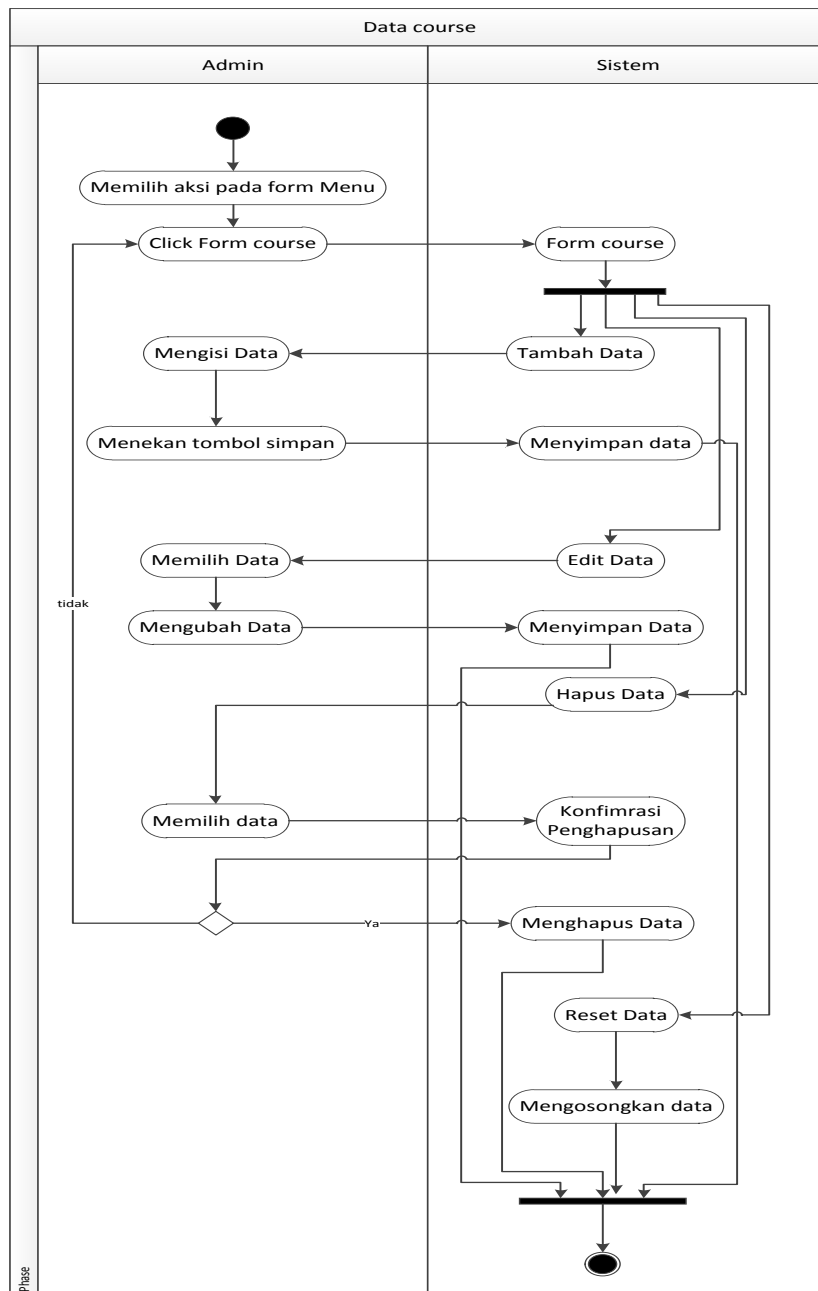 Data course
Admin
Sistem
Memilih aksi pada form Menu
Click Form course
Form course
Mengisi Data
Tambah Data
Menekan tombol simpan
Menyimpan data
Memilih Data
Edit Data
tidak
Mengubah Data
Menyimpan Data
Hapus Data
Memilih data
Konfimrasi
Penghapusan
Ya
Menghapus Data
Reset Data
Mengosongkan data
Phase